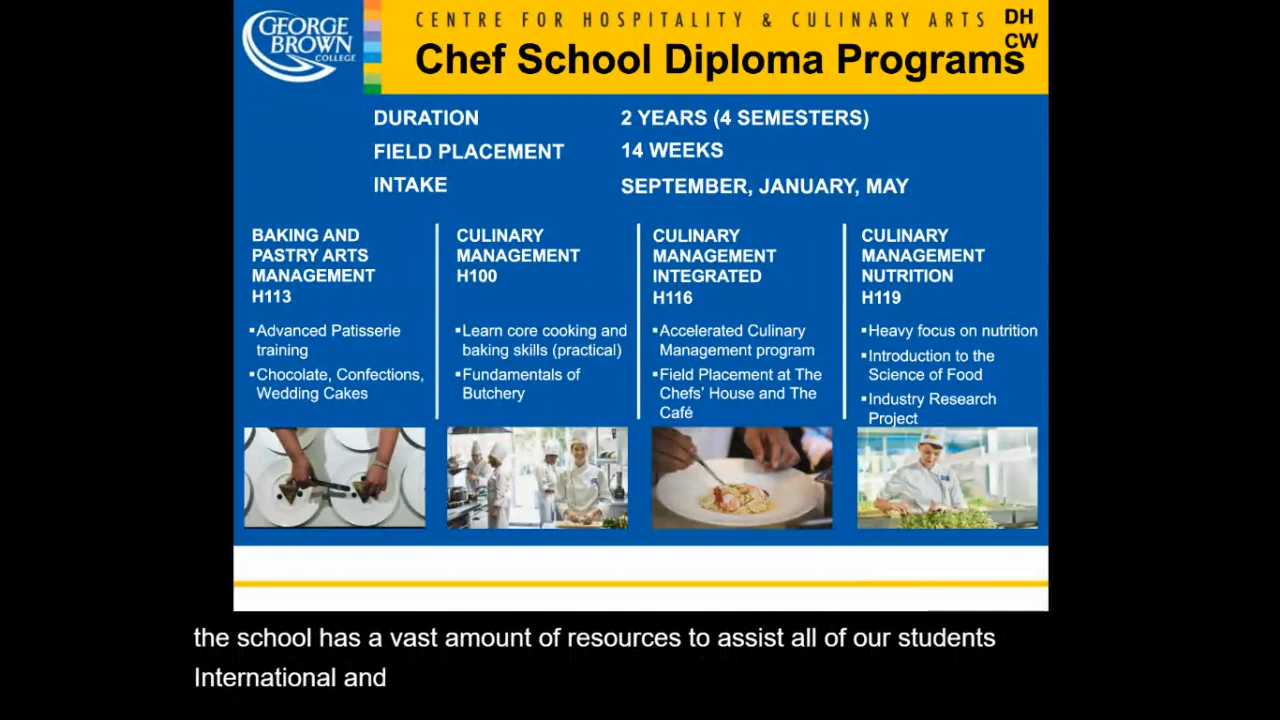 GEORGE
BROWN
COLLEGE
CENTRE FOR HOSPITALITY & CULINARY ARTS
DH
CW
Chef School Diploma Programs
DURATION 2 YEARS (4 SEMESTERS)
FIELD PLACEMENT 14 WEEKS
INTAKE SEPTEMBER, JANUARY, MAY
BAKING AND
PASTRY ARTS
MANAGEMENT
H113
▪Advanced Patisserie
training
▪Chocolate, Confections,
Wedding Cakes
CULINARY
MANAGEMENT
H100
▪Learn core cooking and
baking skills (practical)
▪Fundamentals of
Butchery
CULINARY
MANAGEMENT
INTEGRATED
H116
▪Accelerated Culinary
Management program
▪Field Placement at The
Chefs' House and The
Café
CULINARY
MANAGEMENT
NUTRITION
H119
▪Heavy focus on nutrition
▪Introduction to the
Science of Food
▪Industry Research
Project
the school has a vast amount of resources to assist all of our students
International and